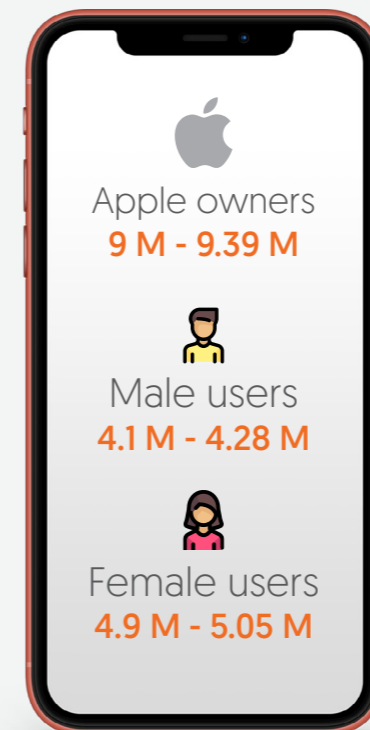 Apple owners
9 M - 9.39 M
Male users
4.1 M - 4.28 M
Female users
4.9 M - 5.05 M